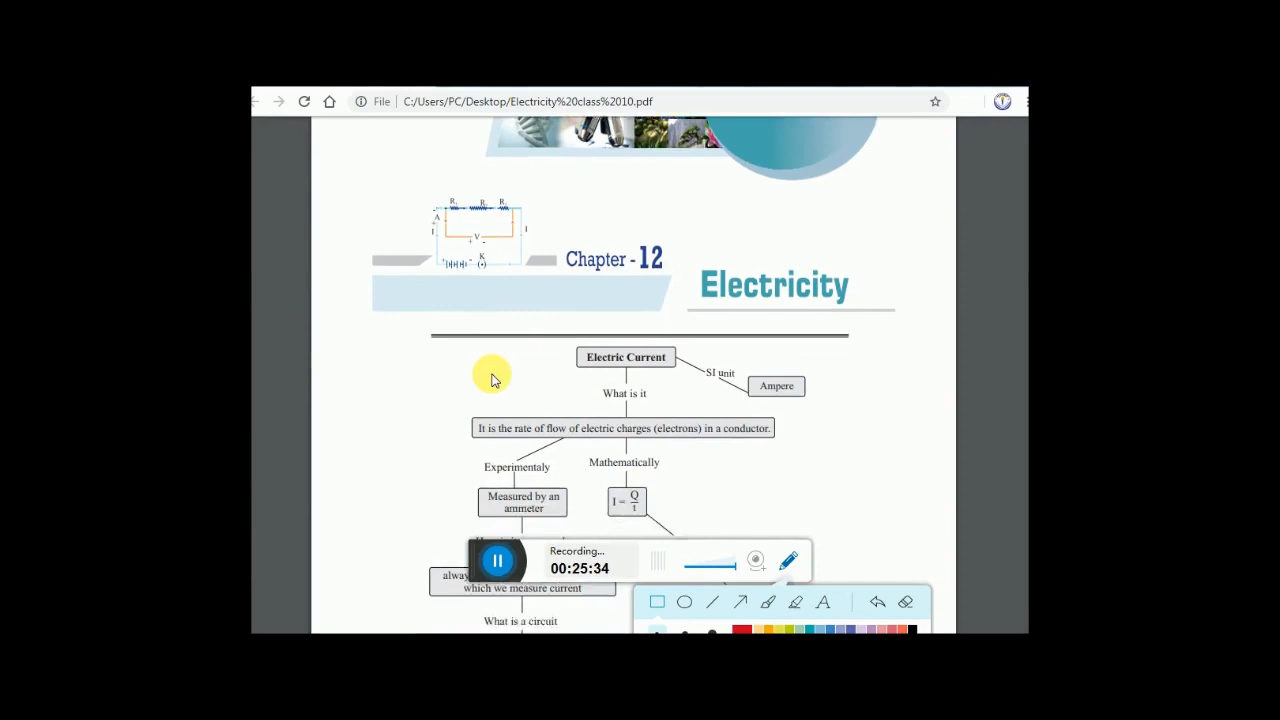 File C:/Users/PC/Desktop/Electricity%20class%2010.pdf
R
R
R
A
I
I
V
K
Chapter - 12
Electricity
Electric Current
SI unit
Ampere
What is it
It is the rate of flow of electric charges (electrons) in a conductor.
Experimentaly
Mathematically
Measured by an
ammeter
I = Q
t
Recording...
00:25:34
alway
which we measure current
What is a circuit
A